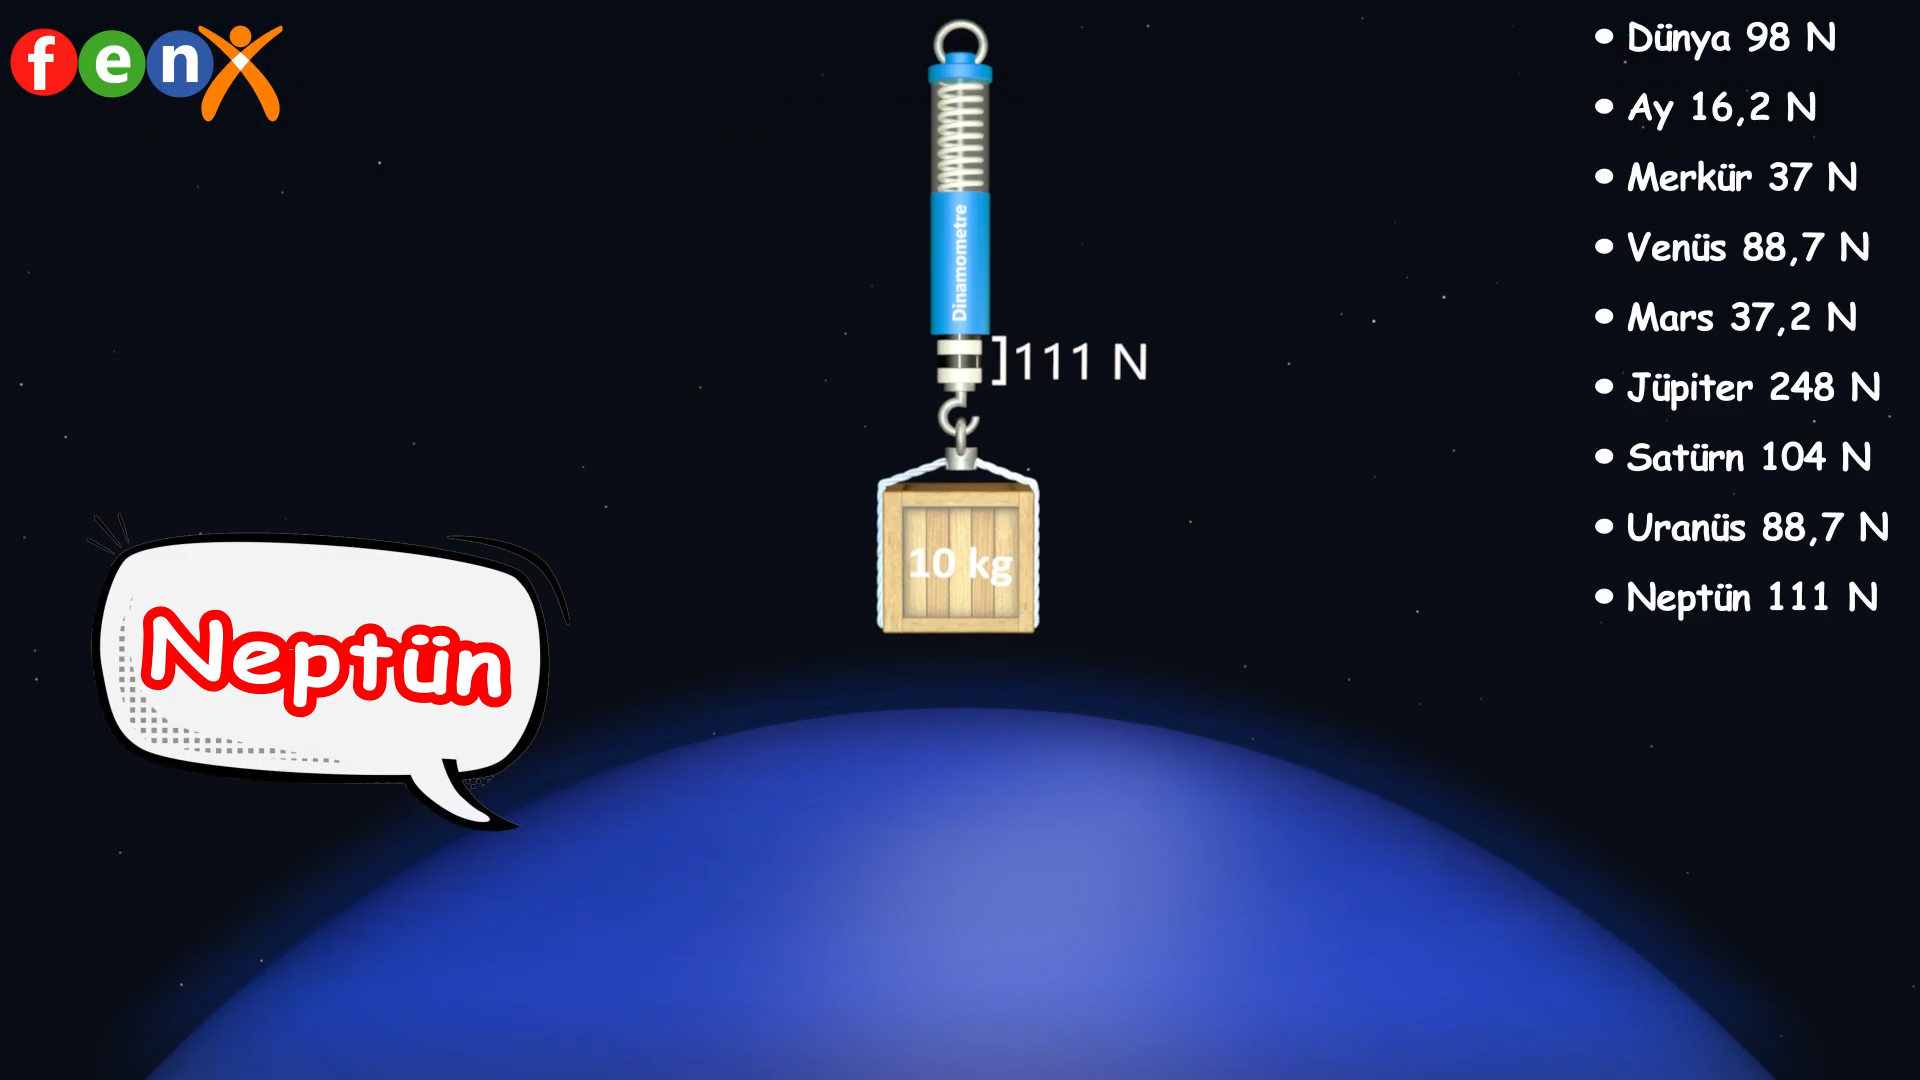 fenX
Dinamometre
111 N
10 kg
Neptün
• Dünya 98 N
• Ay 16,2 N
• Merkür 37 N
• Venüs 88,7 N
• Mars 37,2 N
• Jüpiter 248 N
• Satürn 104 N
• Uranüs 88,7 N
• Neptün 111 N